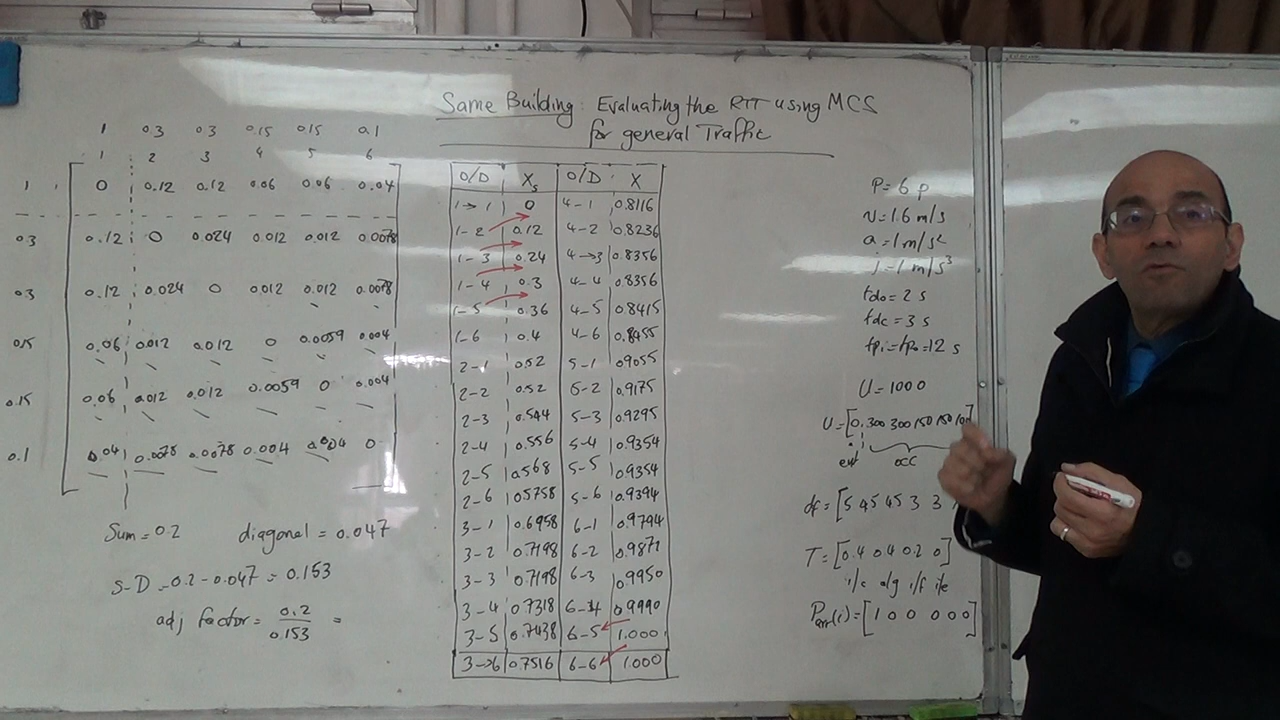 Same Building: Evaluating the RTT using MCS
for general Traffic
1 0.3 0.3 0.15 0.15 0.1
1 2 3 4 5 6
1 0 0.12 0.12 0.06 0.06 0.04
0.3 0.12 0 0.024 0.012 0.012 0.0078
0.3 0.12 0.024 0 0.012 0.012 0.0078
0.15 0.06 0.012 0.012 0 0.0059 0.004
0.15 0.06 0.012 0.012 0.0059 0 0.004
0.1 0.04 0.0078 0.0078 0.004 0.004 0
Sum = 0.2 diagonal = 0.047
S-D = 0.2 - 0.047 = 0.153
adj factor = 0.2 / 0.153 =
O/D Xs O/D X
1→1 0 4-1 0.8116
1-2 0.12 4-2 0.8236
1-3 0.24 4→3 0.8356
1-4 0.3 4-4 0.8356
1-5 0.36 4-5 0.8415
1-6 0.4 4-6 0.8455
2-1 0.52 5-1 0.9055
2-2 0.52 5-2 0.9175
2-3 0.544 5-3 0.9295
2-4 0.556 5-4 0.9354
2-5 0.568 5-5 0.9354
2-6 0.5758 5-6 0.9394
3-1 0.6958 6-1 0.9794
3-2 0.7198 6-2 0.9871
3-3 0.7198 6-3 0.9950
3-4 0.7318 6-4 0.9990
3-5 0.7438 6-5 1.000
3→6 0.7516 6-6 1.000
P = 6 p
v = 1.6 m/s
a = 1 m/s²
j = 1 m/s³
tdo = 2 s
tdc = 3 s
tpi = tpo = 12 s
U = 1000
U = [0 300 300 150 150 100]
ent occ
df = [5 4.5 4.5 3 3
T = [0.4 0.4 0.2 0]
i/c o/g i/f i/e
Parr(i) = [1 0 0 0 0 0]